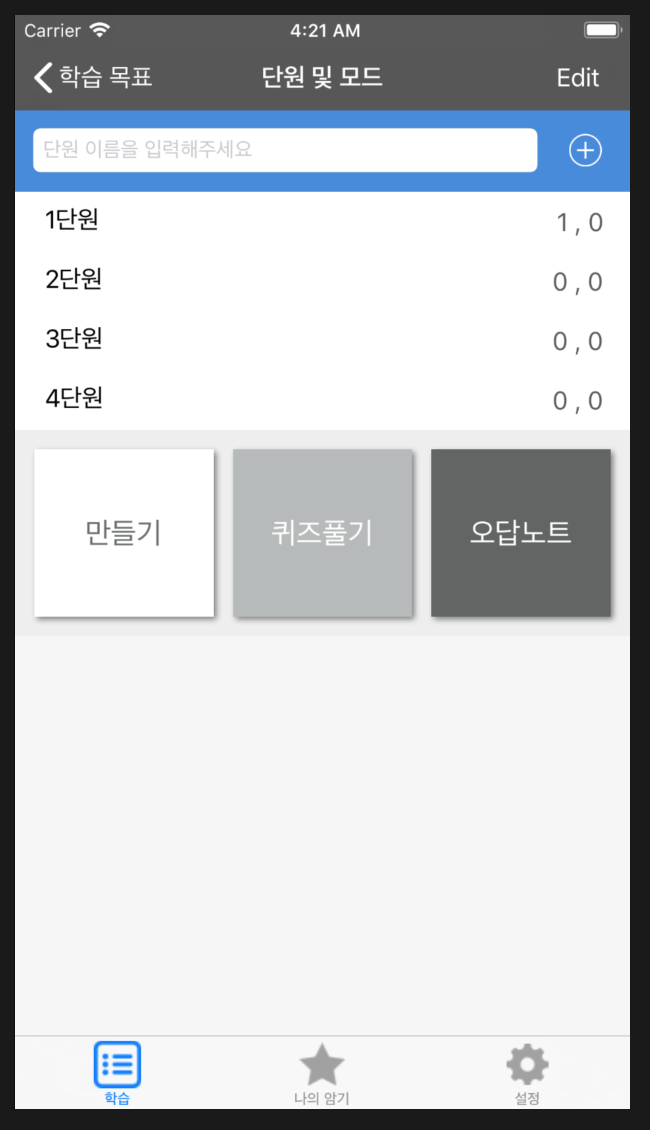 Carrier 4:21 AM
학습 목표 단원 및 모드 Edit
단원 이름을 입력해주세요
1단원 1 , 0
2단원 0 , 0
3단원 0 , 0
4단원 0 , 0
만들기 퀴즈풀기 오답노트
학습 나의 암기 설정